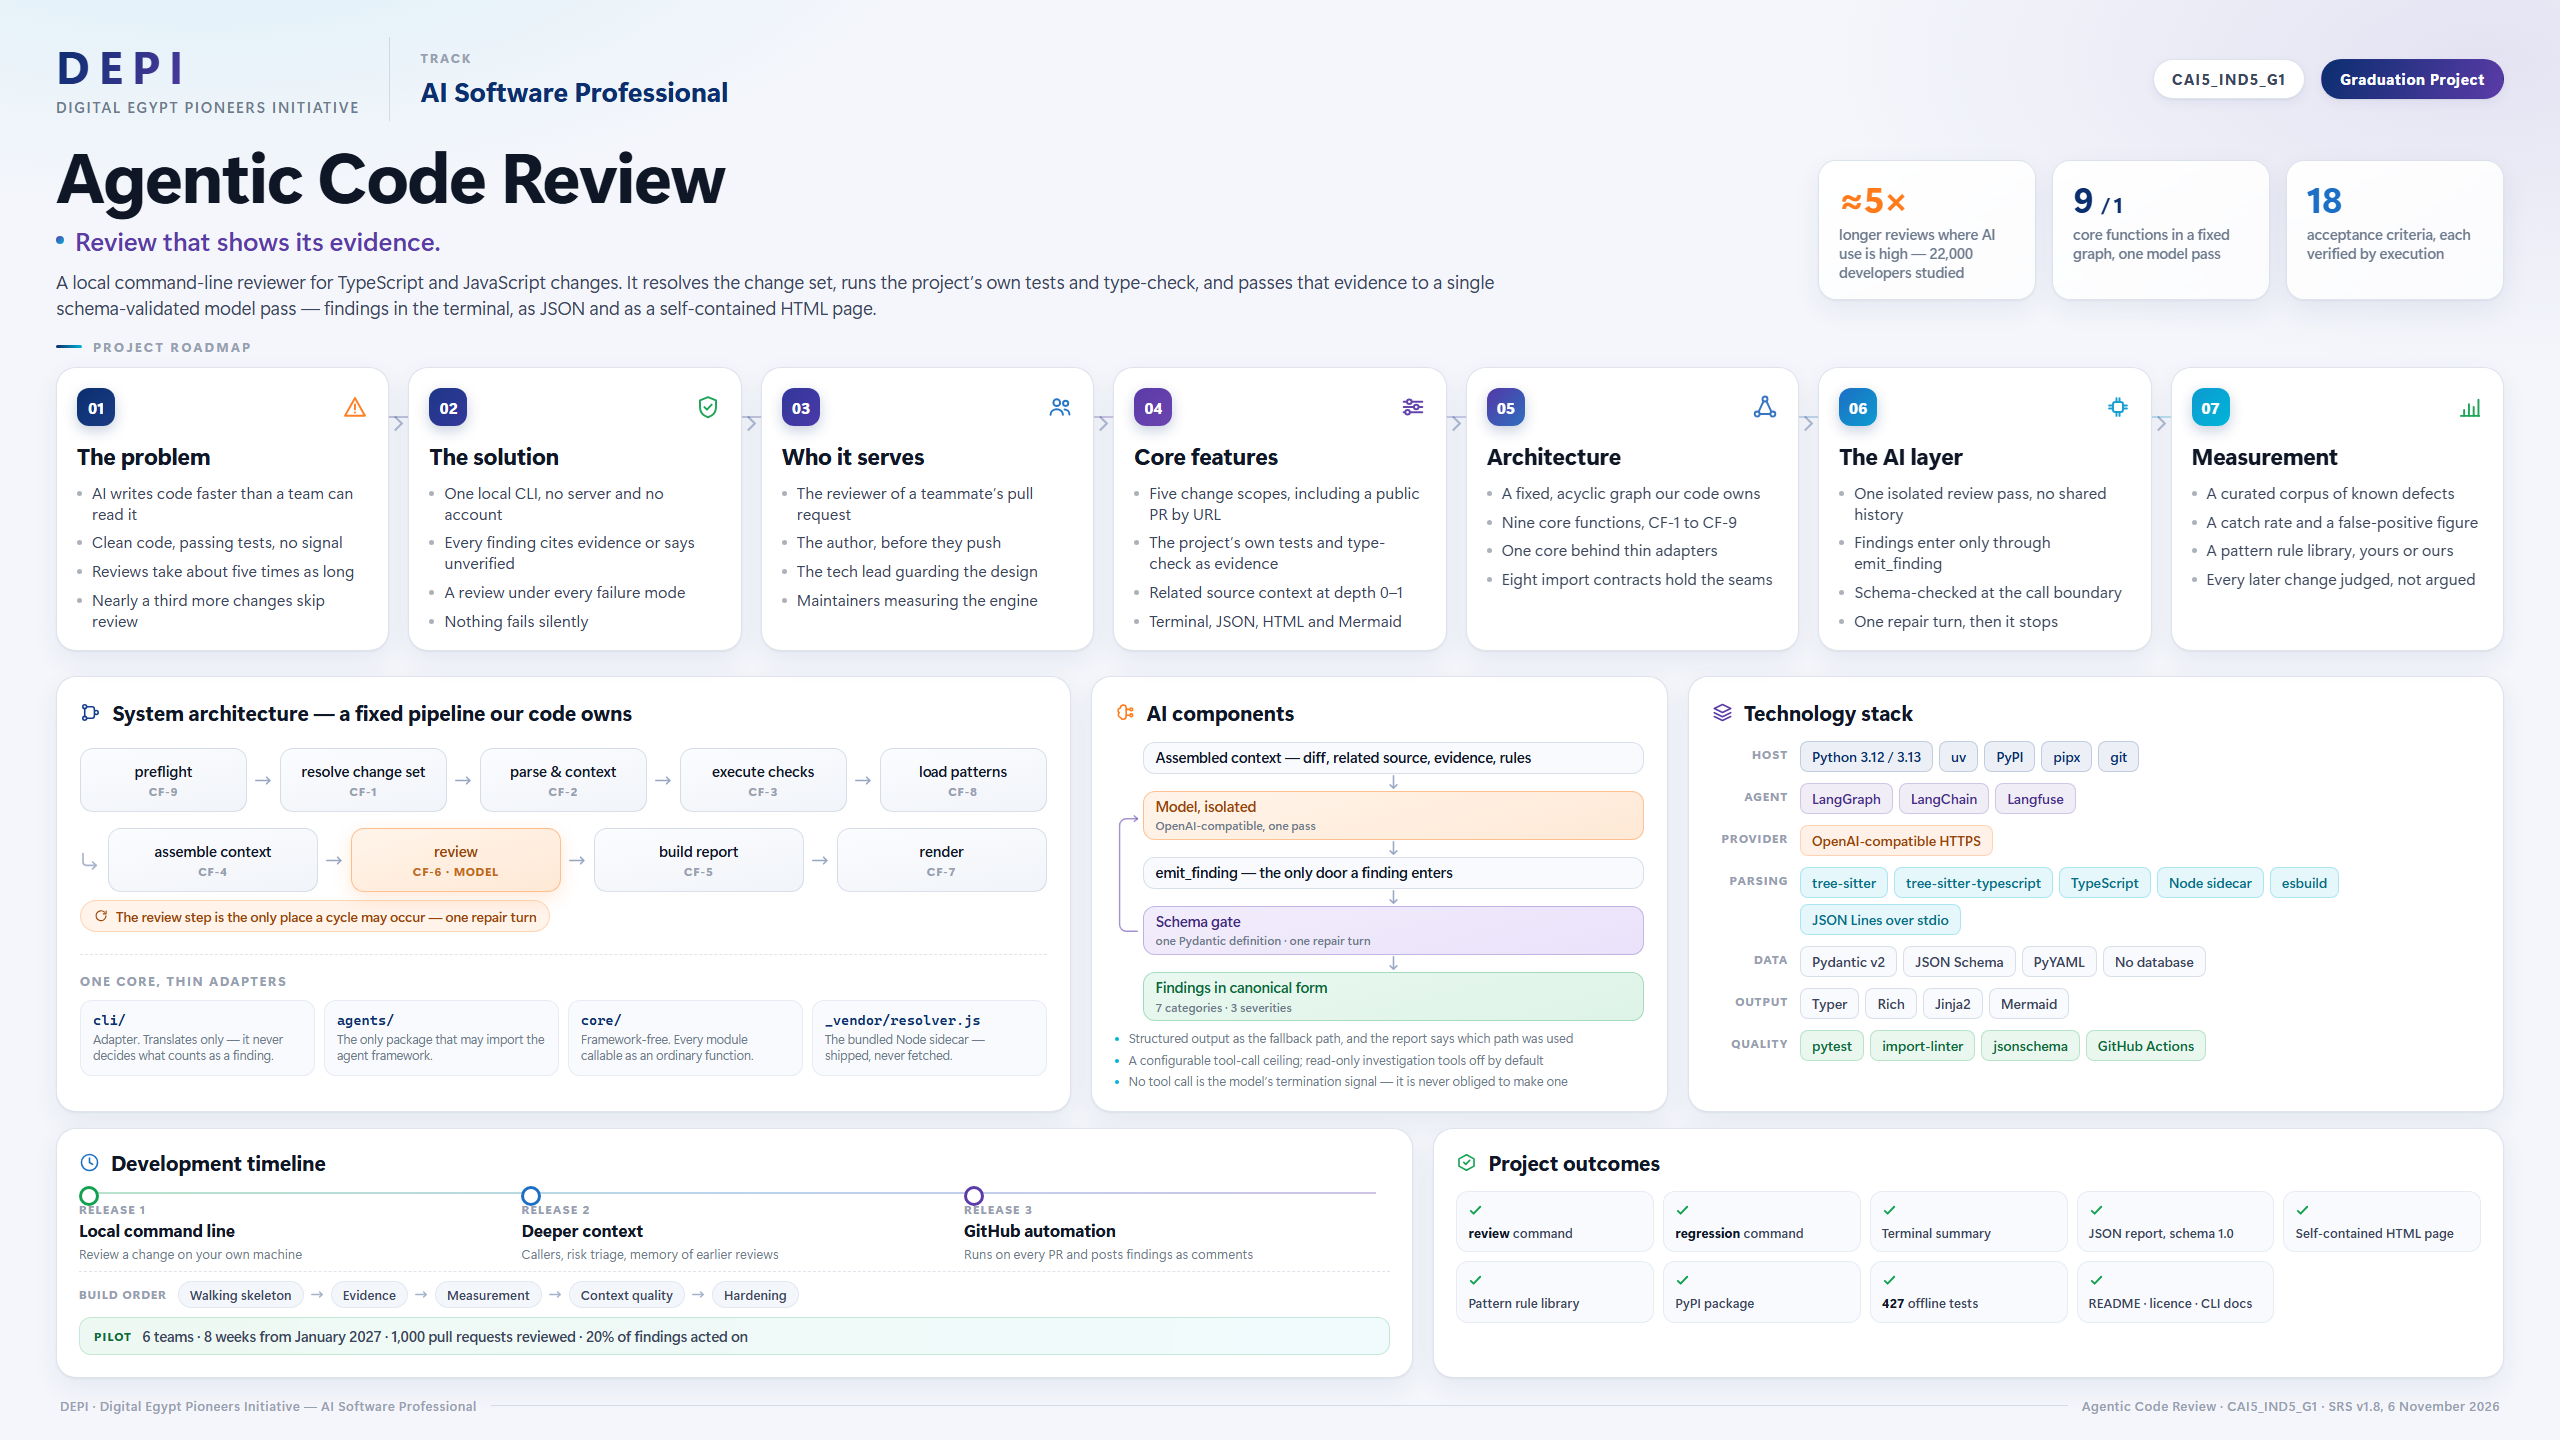 DEPI
DIGITAL EGYPT PIONEERS INITIATIVE
TRACK
AI Software Professional
CAI5_IND5_G1
Graduation Project
Agentic Code Review
Review that shows its evidence.
A local command-line reviewer for TypeScript and JavaScript changes. It resolves the change set, runs the project's own tests and type-check, and passes that evidence to a single
schema-validated model pass — findings in the terminal, as JSON and as a self-contained HTML page.
≈5×
longer reviews where AI
use is high — 22,000
developers studied
9 / 1
core functions in a fixed
graph, one model pass
18
acceptance criteria, each
verified by execution
PROJECT ROADMAP
01
The problem
AI writes code faster than a team can
read it
Clean code, passing tests, no signal
Reviews take about five times as long
Nearly a third more changes skip
review
02
The solution
One local CLI, no server and no
account
Every finding cites evidence or says
unverified
A review under every failure mode
Nothing fails silently
03
Who it serves
The reviewer of a teammate's pull
request
The author, before they push
The tech lead guarding the design
Maintainers measuring the engine
04
Core features
Five change scopes, including a public
PR by URL
The project's own tests and type-
check as evidence
Related source context at depth 0–1
Terminal, JSON, HTML and Mermaid
05
Architecture
A fixed, acyclic graph our code owns
Nine core functions, CF-1 to CF-9
One core behind thin adapters
Eight import contracts hold the seams
06
The AI layer
One isolated review pass, no shared
history
Findings enter only through
emit_finding
Schema-checked at the call boundary
One repair turn, then it stops
07
Measurement
A curated corpus of known defects
A catch rate and a false-positive figure
A pattern rule library, yours or ours
Every later change judged, not argued
System architecture — a fixed pipeline our code owns
preflight
CF-9
resolve change set
CF-1
parse & context
CF-2
execute checks
CF-3
load patterns
CF-8
assemble context
CF-4
review
CF-6 · MODEL
build report
CF-5
render
CF-7
The review step is the only place a cycle may occur — one repair turn
ONE CORE, THIN ADAPTERS
cli/
Adapter. Translates only — it never
decides what counts as a finding.
agents/
The only package that may import the
agent framework.
core/
Framework-free. Every module
callable as an ordinary function.
_vendor/resolver.js
The bundled Node sidecar —
shipped, never fetched.
AI components
Assembled context — diff, related source, evidence, rules
Model, isolated
OpenAI-compatible, one pass
emit_finding — the only door a finding enters
Schema gate
one Pydantic definition · one repair turn
Findings in canonical form
7 categories · 3 severities
Structured output as the fallback path, and the report says which path was used
A configurable tool-call ceiling; read-only investigation tools off by default
No tool call is the model's termination signal — it is never obliged to make one
Technology stack
HOST Python 3.12 / 3.13 uv PyPI pipx git
AGENT LangGraph LangChain Langfuse
PROVIDER OpenAI-compatible HTTPS
PARSING tree-sitter tree-sitter-typescript TypeScript Node sidecar esbuild
JSON Lines over stdio
DATA Pydantic v2 JSON Schema PyYAML No database
OUTPUT Typer Rich Jinja2 Mermaid
QUALITY pytest import-linter jsonschema GitHub Actions
Development timeline
RELEASE 1
Local command line
Review a change on your own machine
RELEASE 2
Deeper context
Callers, risk triage, memory of earlier reviews
RELEASE 3
GitHub automation
Runs on every PR and posts findings as comments
BUILD ORDER Walking skeleton → Evidence → Measurement → Context quality → Hardening
PILOT 6 teams · 8 weeks from January 2027 · 1,000 pull requests reviewed · 20% of findings acted on
Project outcomes
review command
regression command
Terminal summary
JSON report, schema 1.0
Self-contained HTML page
Pattern rule library
PyPI package
427 offline tests
README · licence · CLI docs
DEPI · Digital Egypt Pioneers Initiative — AI Software Professional
Agentic Code Review · CAI5_IND5_G1 · SRS v1.8, 6 November 2026